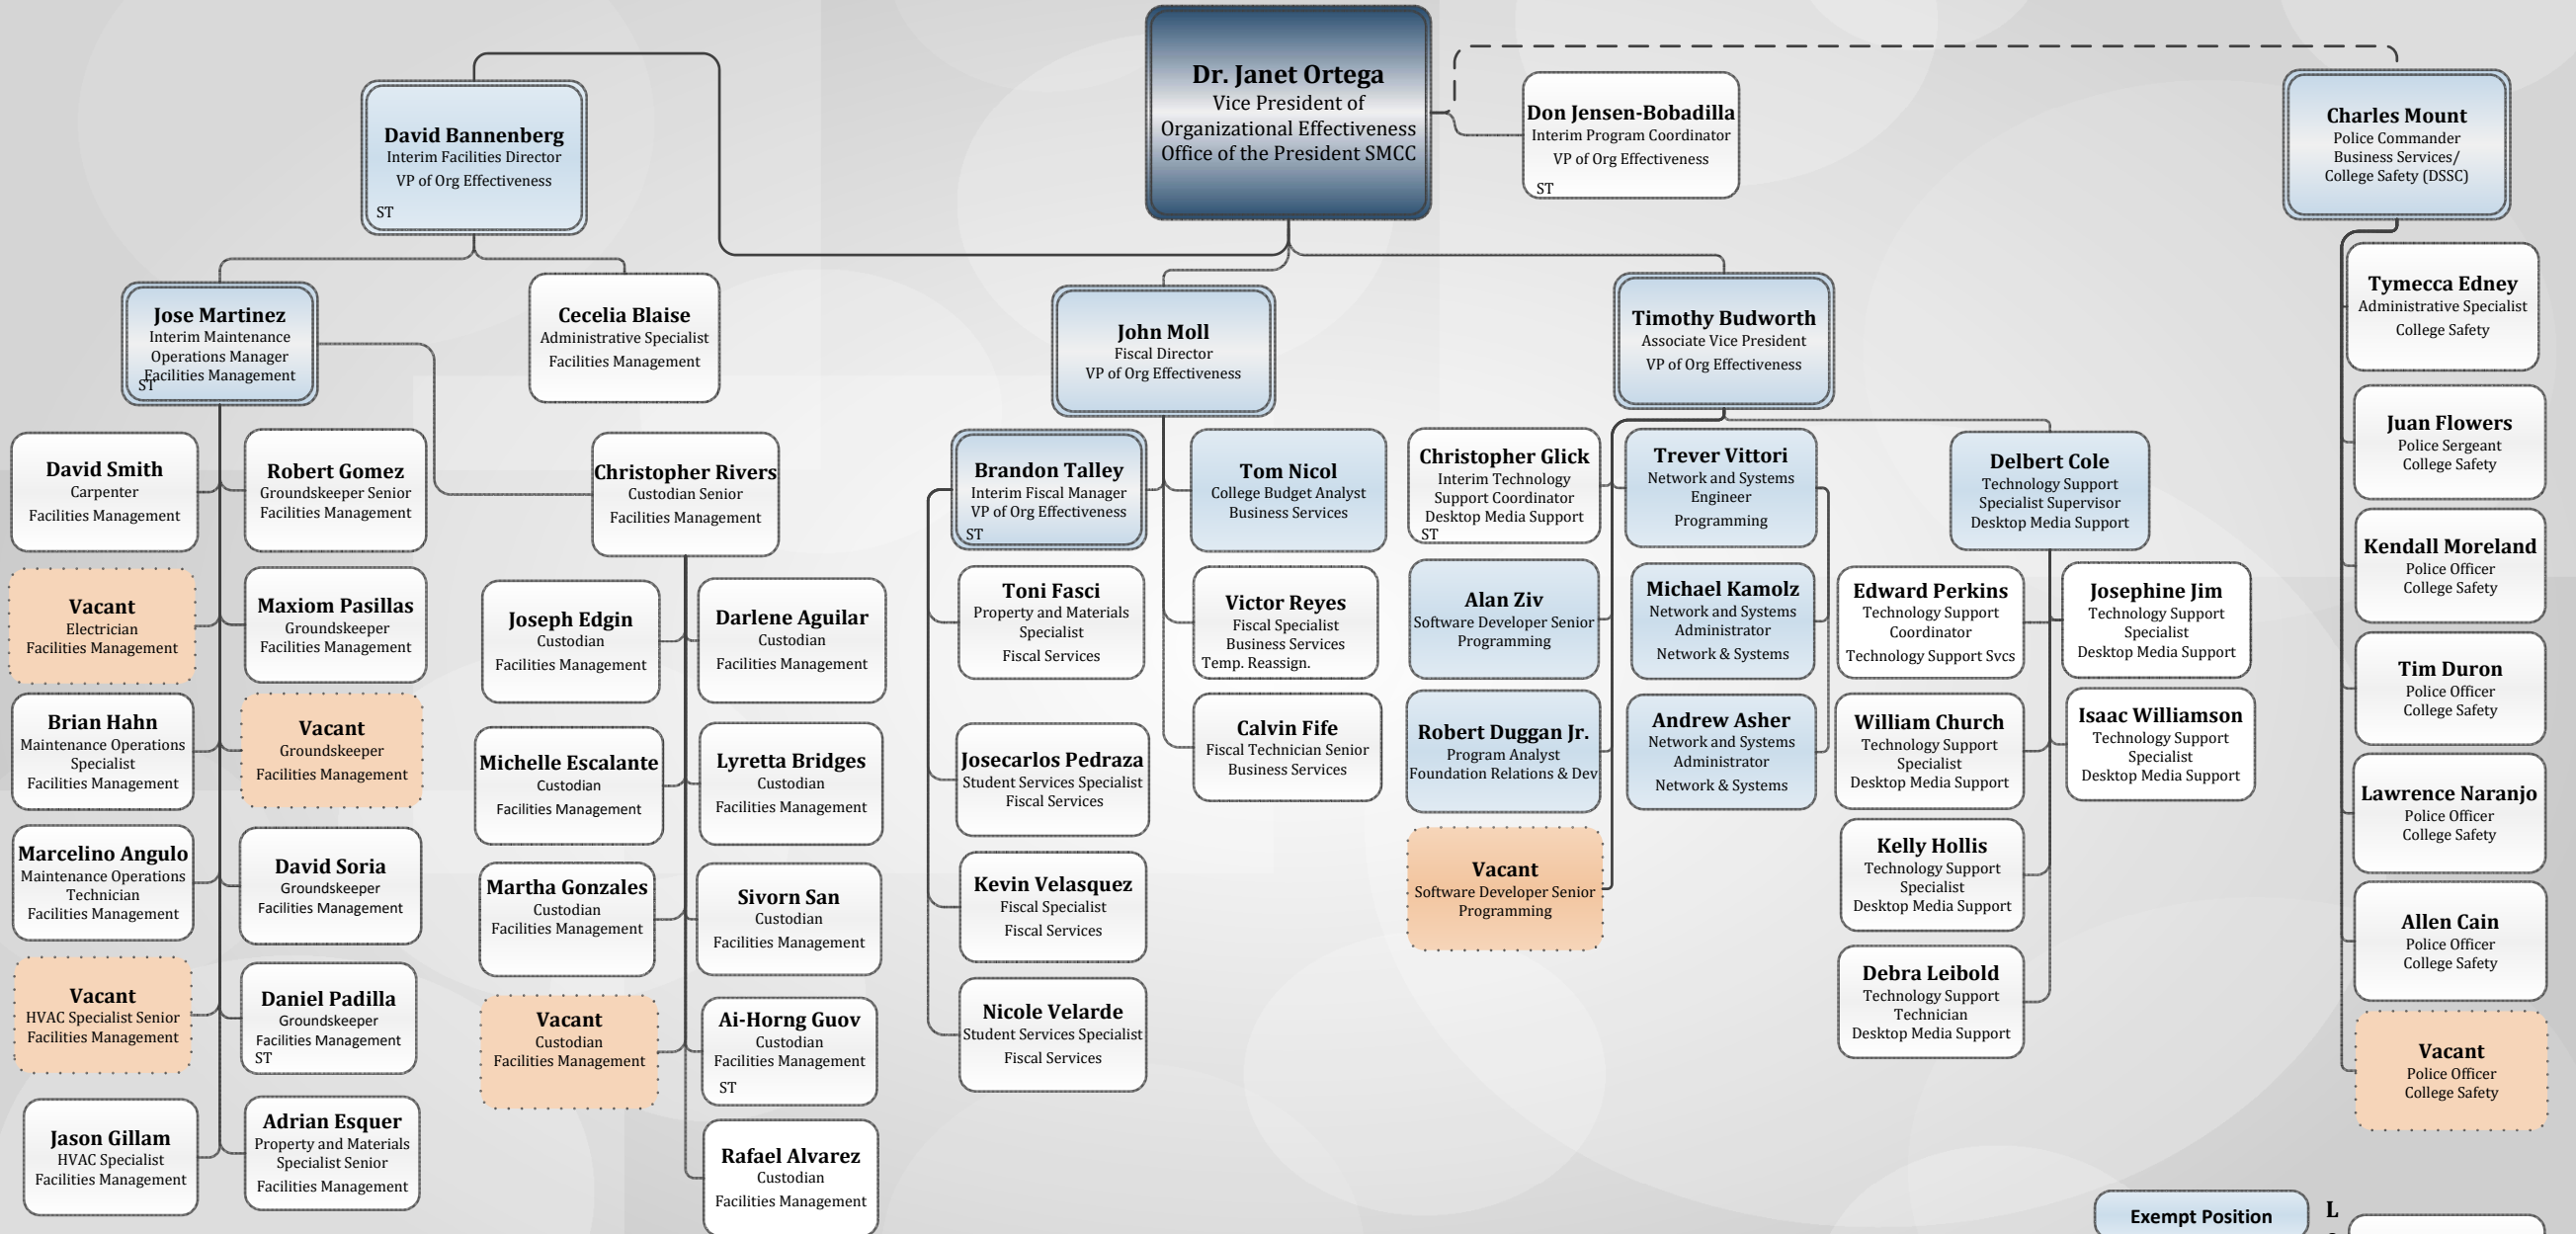 Dr. Janet Ortega
Vice President of
Organizational Effectiveness
Office of the President SMCC
Don Jensen-Bobadilla
Interim Program Coordinator
VP of Org Effectiveness
ST
Charles Mount
Police Commander
Business Services/
College Safety (DSSC)
David Bannenberg
Interim Facilities Director
VP of Org Effectiveness
ST
Jose Martinez
Interim Maintenance
Operations Manager
Facilities Management
ST
Cecelia Blaise
Administrative Specialist
Facilities Management
John Moll
Fiscal Director
VP of Org Effectiveness
Timothy Budworth
Associate Vice President
VP of Org Effectiveness
David Smith
Carpenter
Facilities Management
Vacant
Electrician
Facilities Management
Brian Hahn
Maintenance Operations
Specialist
Facilities Management
Marcelino Angulo
Maintenance Operations
Technician
Facilities Management
Vacant
HVAC Specialist Senior
Facilities Management
Jason Gillam
HVAC Specialist
Facilities Management
Robert Gomez
Groundskeeper Senior
Facilities Management
Maxiom Pasillas
Groundskeeper
Facilities Management
Vacant
Groundskeeper
Facilities Management
David Soria
Groundskeeper
Facilities Management
Daniel Padilla
Groundskeeper
Facilities Management
ST
Adrian Esquer
Property and Materials
Specialist Senior
Facilities Management
Christopher Rivers
Custodian Senior
Facilities Management
Joseph Edgin
Custodian
Facilities Management
Michelle Escalante
Custodian
Facilities Management
Martha Gonzales
Custodian
Facilities Management
Vacant
Custodian
Facilities Management
Darlene Aguilar
Custodian
Facilities Management
Lyretta Bridges
Custodian
Facilities Management
Sivorn San
Custodian
Facilities Management
Ai-Horng Guov
Custodian
Facilities Management
ST
Rafael Alvarez
Custodian
Facilities Management
Brandon Talley
Interim Fiscal Manager
VP of Org Effectiveness
ST
Toni Fasci
Property and Materials
Specialist
Fiscal Services
Josecarlos Pedraza
Student Services Specialist
Fiscal Services
Kevin Velasquez
Fiscal Specialist
Fiscal Services
Nicole Velarde
Student Services Specialist
Fiscal Services
Tom Nicol
College Budget Analyst
Business Services
Victor Reyes
Fiscal Specialist
Business Services
Temp. Reassign.
Calvin Fife
Fiscal Technician Senior
Business Services
Christopher Glick
Interim Technology
Support Coordinator
Desktop Media Support
ST
Alan Ziv
Software Developer Senior
Programming
Robert Duggan Jr.
Program Analyst
Foundation Relations & Dev
Vacant
Software Developer Senior
Programming
Trever Vittori
Network and Systems
Engineer
Programming
Michael Kamolz
Network and Systems
Administrator
Network & Systems
Andrew Asher
Network and Systems
Administrator
Network & Systems
Delbert Cole
Technology Support
Specialist Supervisor
Desktop Media Support
Edward Perkins
Technology Support
Coordinator
Technology Support Svcs
William Church
Technology Support
Specialist
Desktop Media Support
Kelly Hollis
Technology Support
Specialist
Desktop Media Support
Debra Leibold
Technology Support
Technician
Desktop Media Support
Josephine Jim
Technology Support
Specialist
Desktop Media Support
Isaac Williamson
Technology Support
Specialist
Desktop Media Support
Tymecca Edney
Administrative Specialist
College Safety
Juan Flowers
Police Sergeant
College Safety
Kendall Moreland
Police Officer
College Safety
Tim Duron
Police Officer
College Safety
Lawrence Naranjo
Police Officer
College Safety
Allen Cain
Police Officer
College Safety
Vacant
Police Officer
College Safety
Exempt Position
L